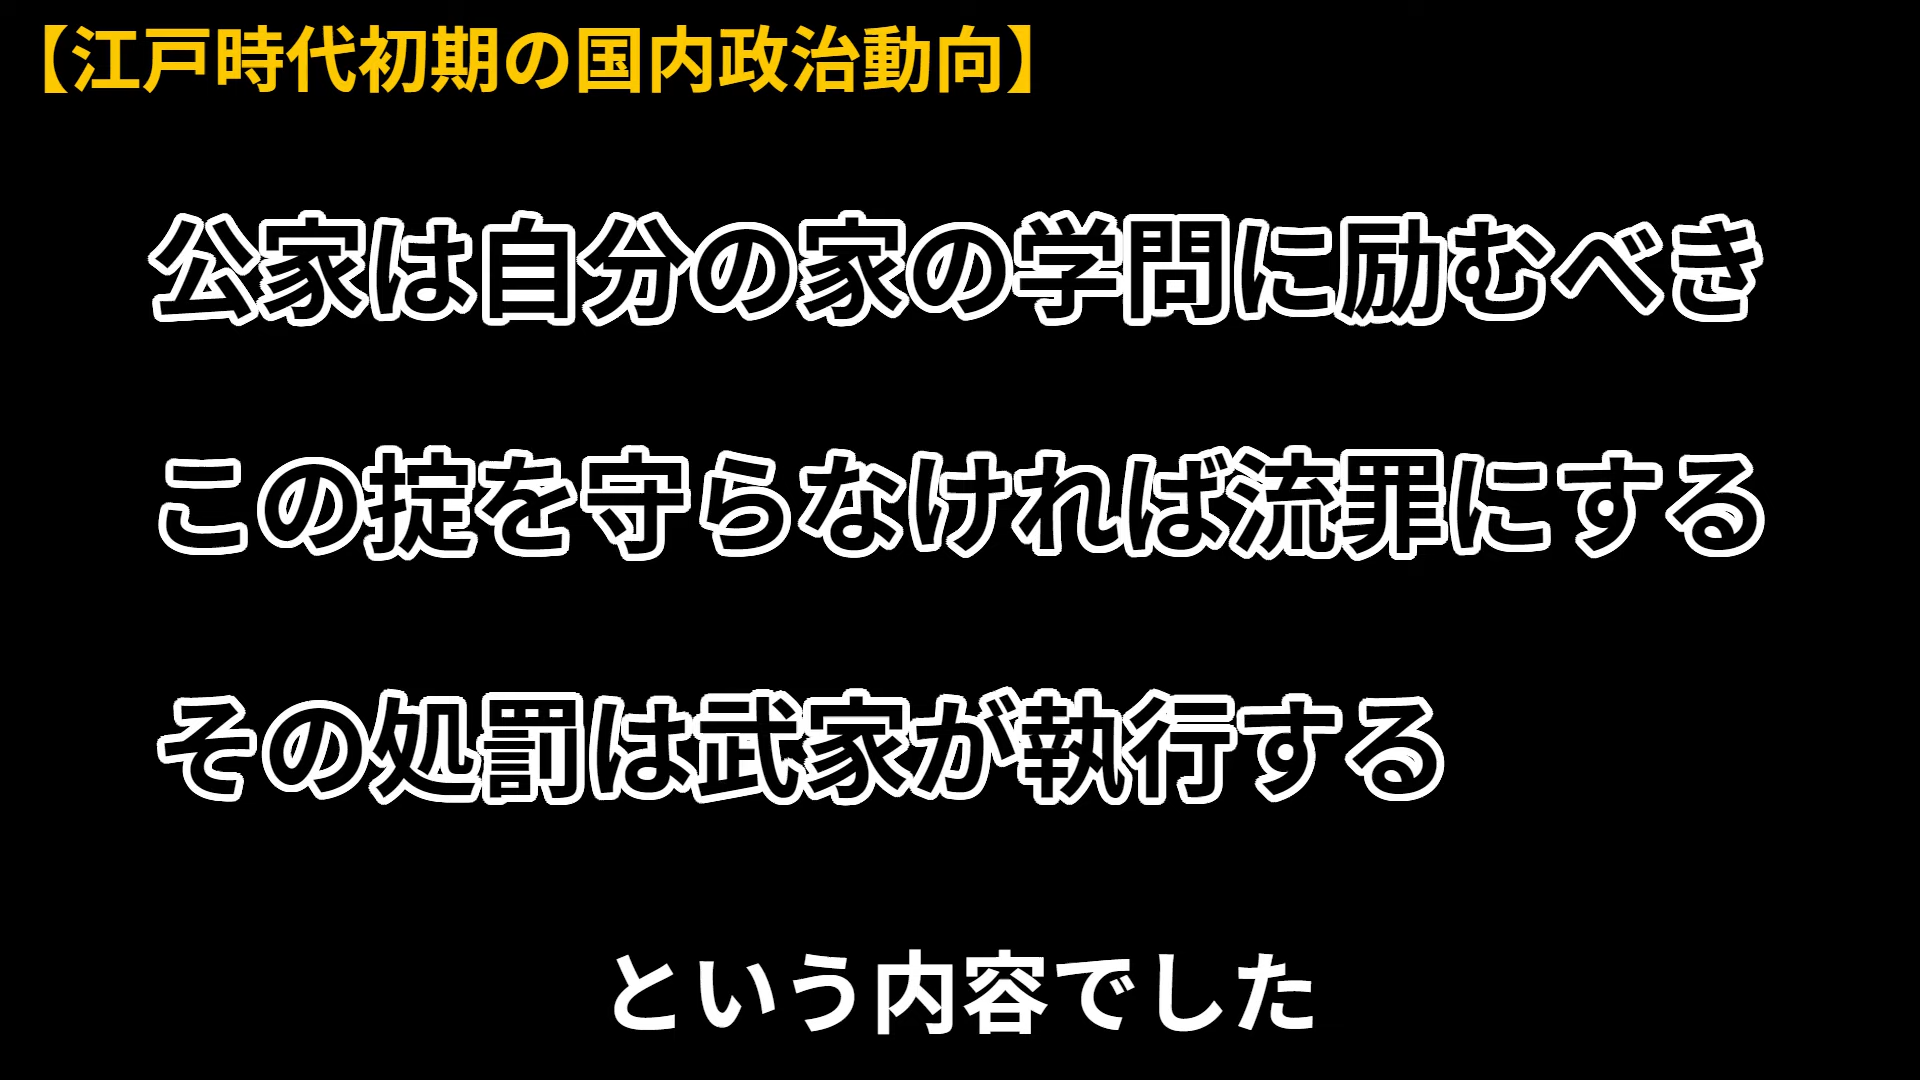 【江戸時代初期の国内政治動向】
公家は自分の家の学問に励むべき
この掟を守らなければ流罪にする
その処罰は武家が執行する
という内容でした